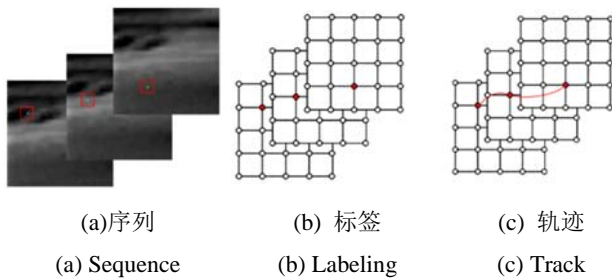 (a)序列 (b) 标签 (c) 轨迹
(a) Sequence (b) Labeling (c) Track